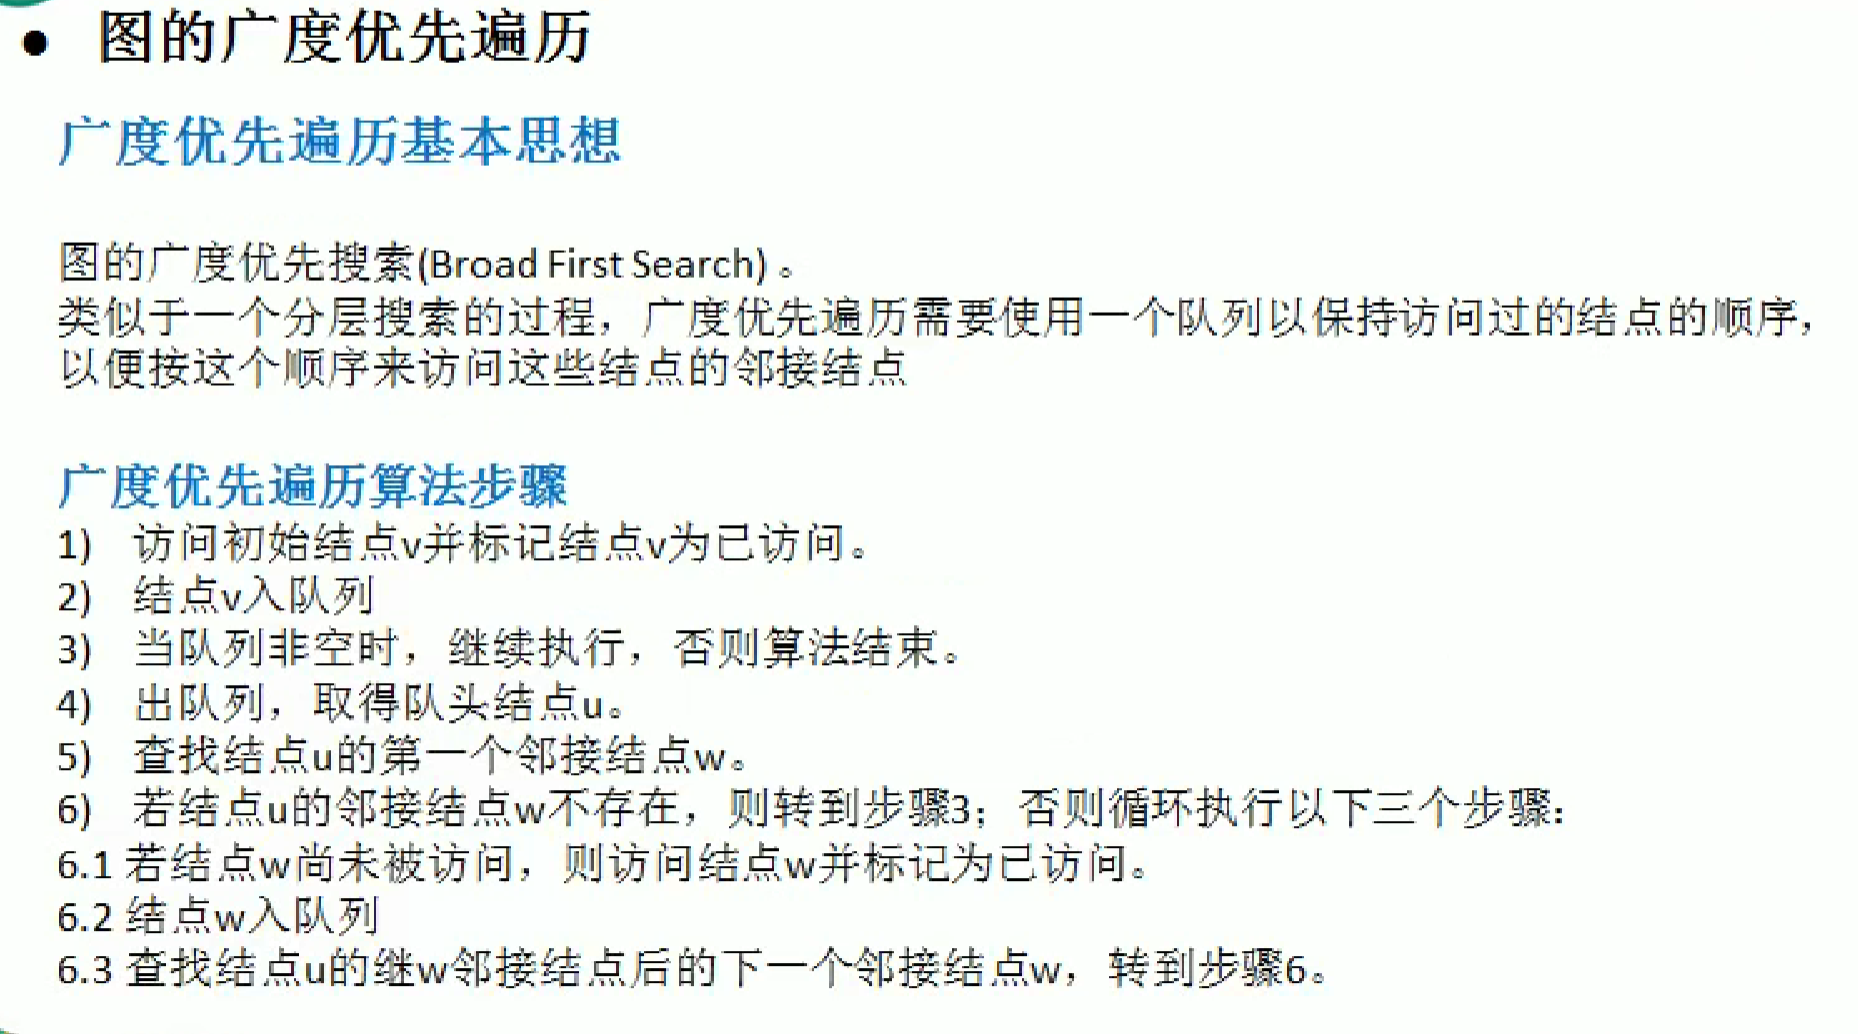 • 图的广度优先遍历
广度优先遍历基本思想
图的广度优先搜索(Broad First Search) 。
类似于一个分层搜索的过程，广度优先遍历需要使用一个队列以保持访问过的结点的顺序，
以便按这个顺序来访问这些结点的邻接结点
广度优先遍历算法步骤
1) 访问初始结点v并标记结点v为已访问。
2) 结点v入队列
3) 当队列非空时，继续执行，否则算法结束。
4) 出队列，取得队头结点u。
5) 查找结点u的第一个邻接结点w。
6) 若结点u的邻接结点w不存在，则转到步骤3；否则循环执行以下三个步骤：
6.1 若结点w尚未被访问，则访问结点w并标记为已访问。
6.2 结点w入队列
6.3 查找结点u的继w邻接结点后的下一个邻接结点w，转到步骤6。